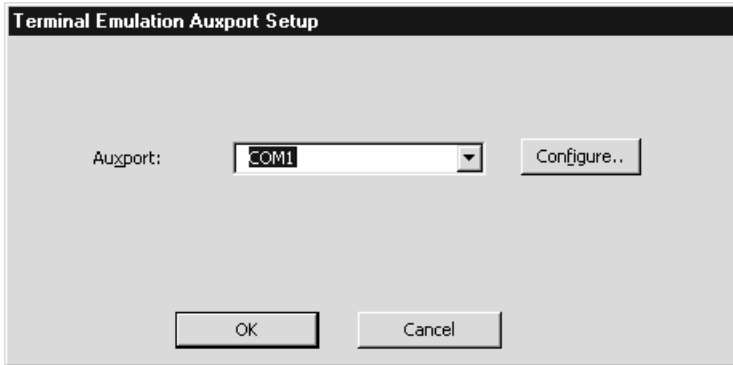 Terminal Emulation Auxport Setup
Auxport:
COM1
Configure..
OK
Cancel